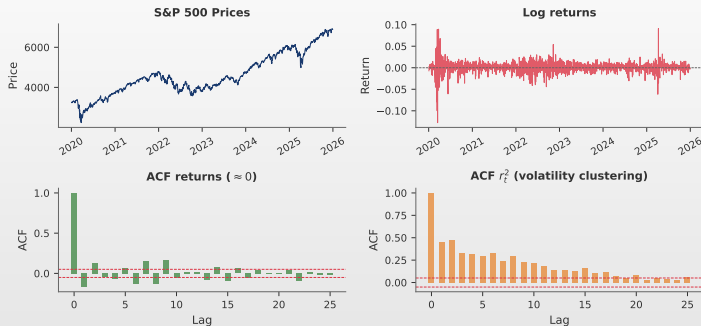 S&P 500 Prices
Price
6000
4000
2020 2021 2022 2023 2024 2025 2026
Log returns
Return
0.10
0.05
0.00
−0.05
−0.10
2020 2021 2022 2023 2024 2025 2026
ACF returns (≈0)
ACF
1.0
0.5
0.0
0 5 10 15 20 25
Lag
ACF r_t^2 (volatility clustering)
ACF
1.00
0.75
0.50
0.25
0.00
0 5 10 15 20 25
Lag